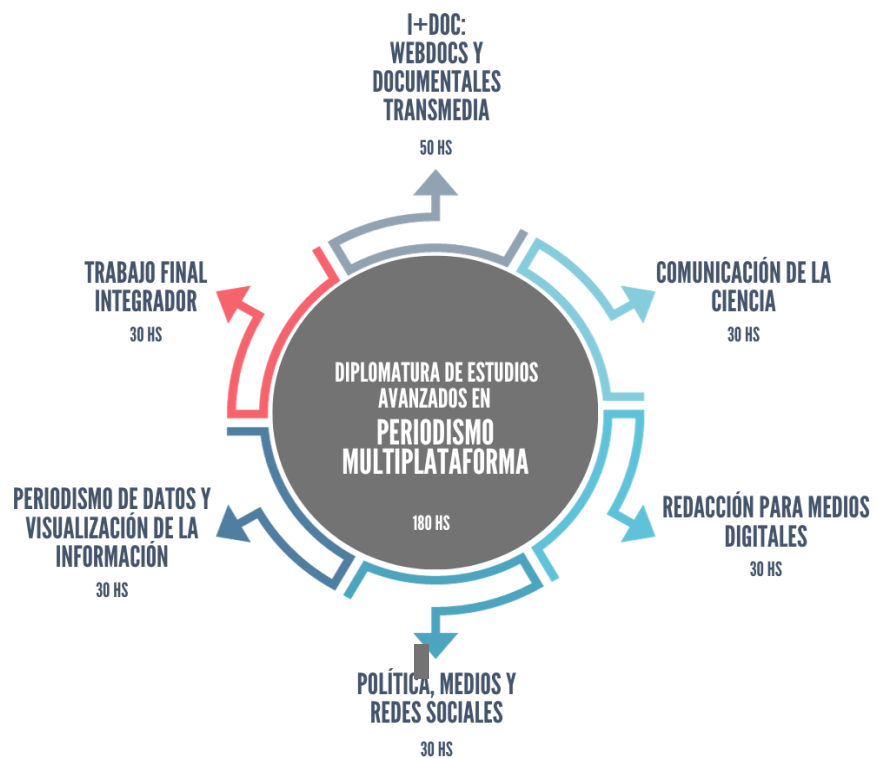 I+DOC:
WEBDOCS Y
DOCUMENTALES
TRANSMEDIA
50 HS
COMUNICACIÓN DE LA
CIENCIA
30 HS
REDACCIÓN PARA MEDIOS
DIGITALES
30 HS
POLÍTICA, MEDIOS Y
REDES SOCIALES
30 HS
PERIODISMO DE DATOS Y
VISUALIZACIÓN DE LA
INFORMACIÓN
30 HS
TRABAJO FINAL
INTEGRADOR
30 HS
DIPLOMATURA DE ESTUDIOS
AVANZADOS EN
PERIODISMO
MULTIPLATAFORMA
180 HS